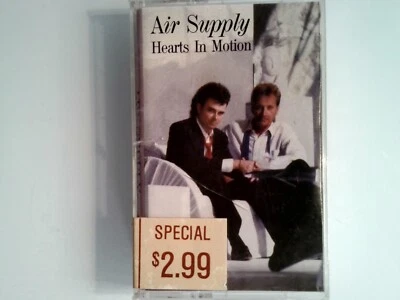 Air Supply
Hearts In Motion
SPECIAL
$2.99